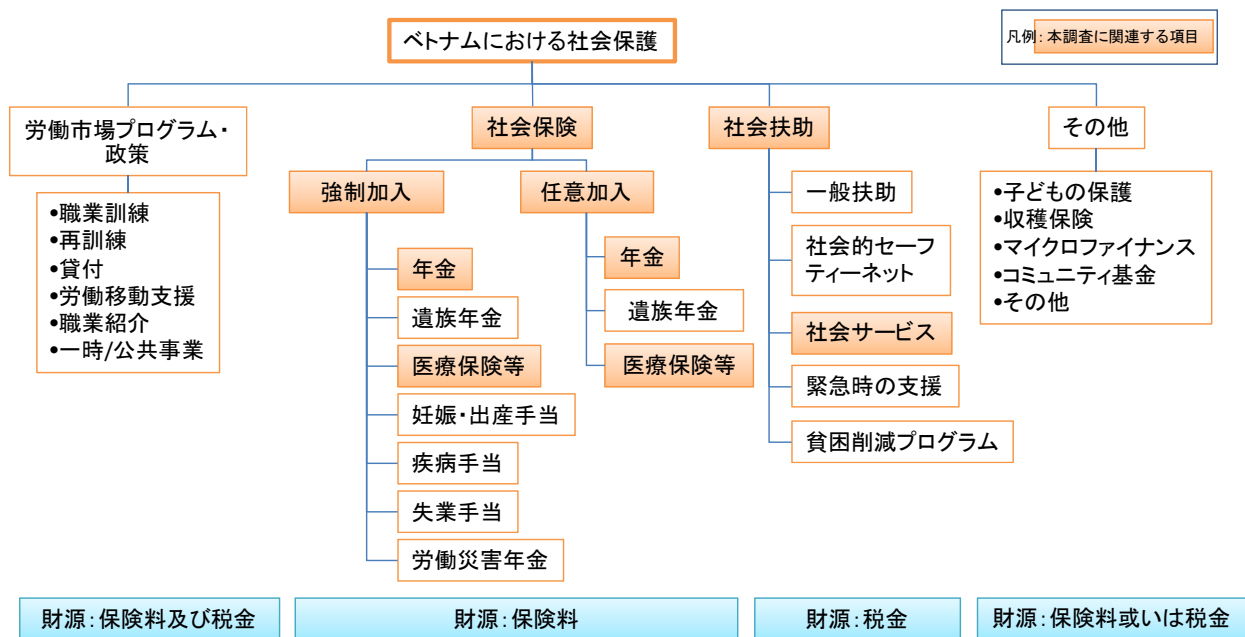 ベトナムにおける社会保護
凡例：本調査に関連する項目
労働市場プログラム・
政策
•職業訓練
•再訓練
•貸付
•労働移動支援
•職業紹介
•一時/公共事業
社会保険
強制加入
年金
遺族年金
医療保険等
妊娠・出産手当
疾病手当
失業手当
労働災害年金
任意加入
年金
遺族年金
医療保険等
社会扶助
一般扶助
社会的セーフ
ティーネット
社会サービス
緊急時の支援
貧困削減プログラム
その他
•子どもの保護
•収穫保険
•マイクロファイナンス
•コミュニティ基金
•その他
財源：保険料及び税金
財源：保険料
財源：税金
財源：保険料或いは税金